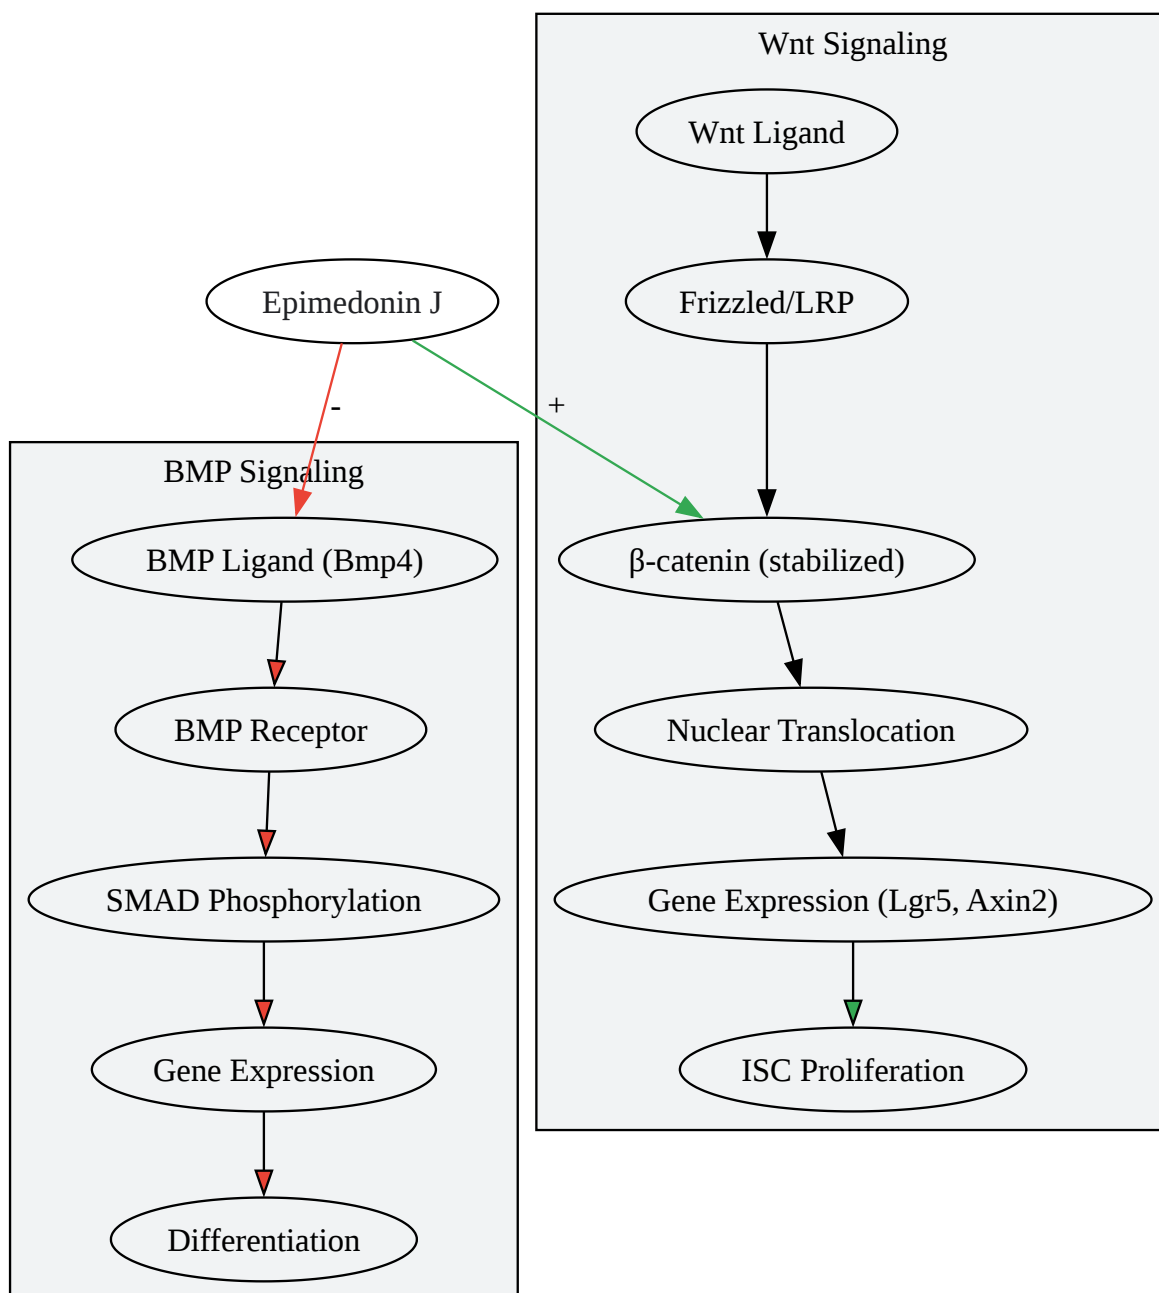 Wnt Signaling
Wnt Ligand
Frizzled/LRP
Epimedonin J
-
+
BMP Signaling
BMP Ligand (Bmp4)
β-catenin (stabilized)
BMP Receptor
Nuclear Translocation
SMAD Phosphorylation
Gene Expression (Lgr5, Axin2)
Gene Expression
ISC Proliferation
Differentiation